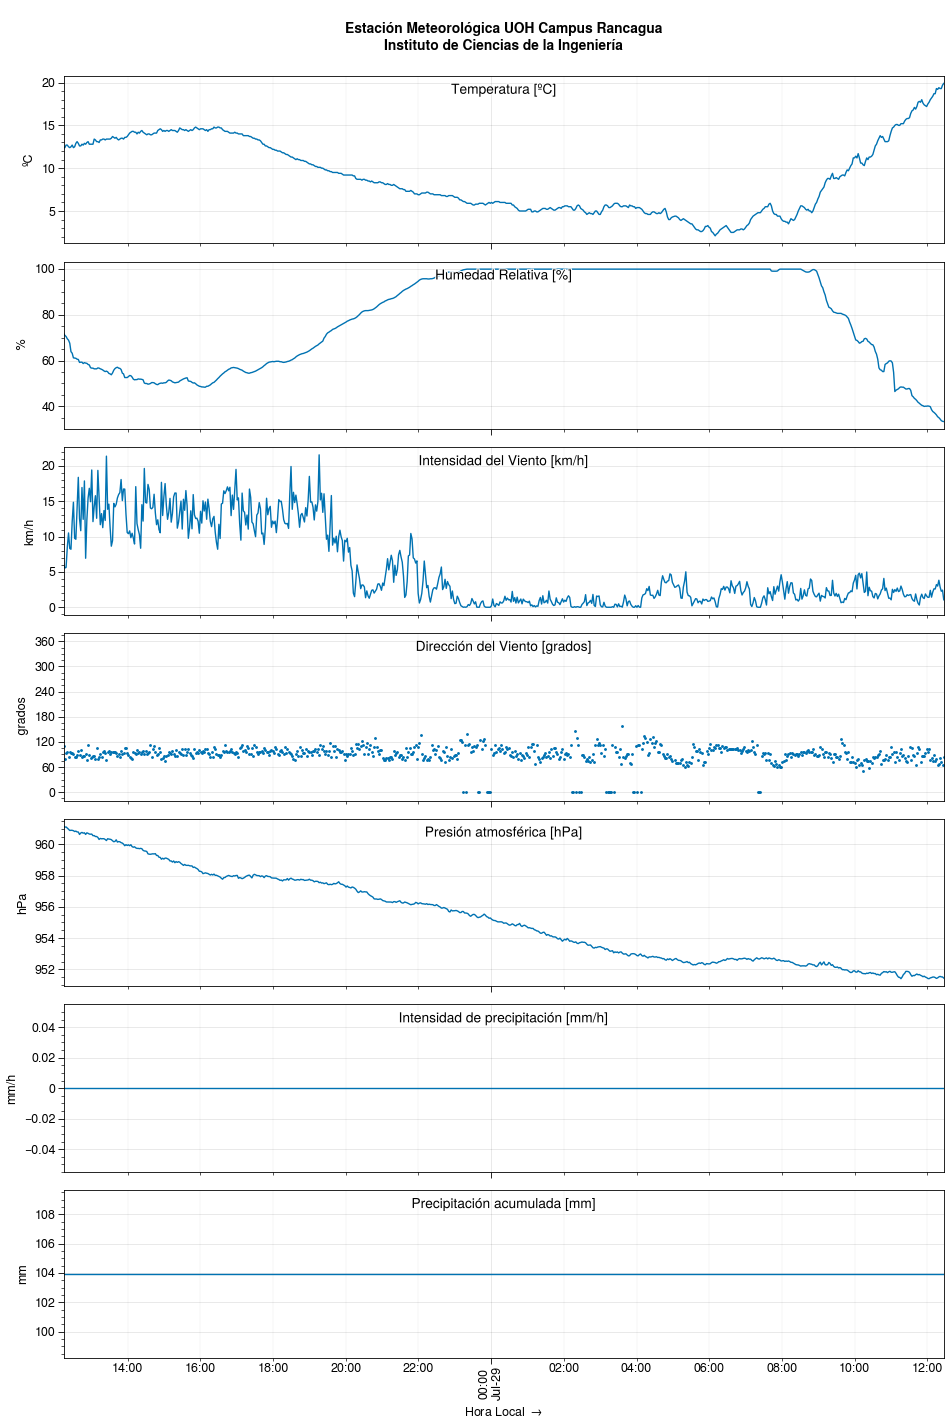 Estación Meteorológica UOH Campus Rancagua
Instituto de Ciencias de la Ingeniería
Temperatura [ºC]
20
15
10
5
ºC
Humedad Relativa [%]
100
80
60
40
%
Intensidad del Viento [km/h]
20
15
10
5
0
km/h
Dirección del Viento [grados]
360
300
240
180
120
60
0
grados
Presión atmosférica [hPa]
960
958
956
954
952
hPa
Intensidad de precipitación [mm/h]
0.04
0.02
0
−0.02
−0.04
mm/h
Precipitación acumulada [mm]
108
106
104
102
100
mm
14:00 16:00 18:00 20:00 22:00 00:00 02:00 04:00 06:00 08:00 10:00 12:00
Jul-29
Hora Local →